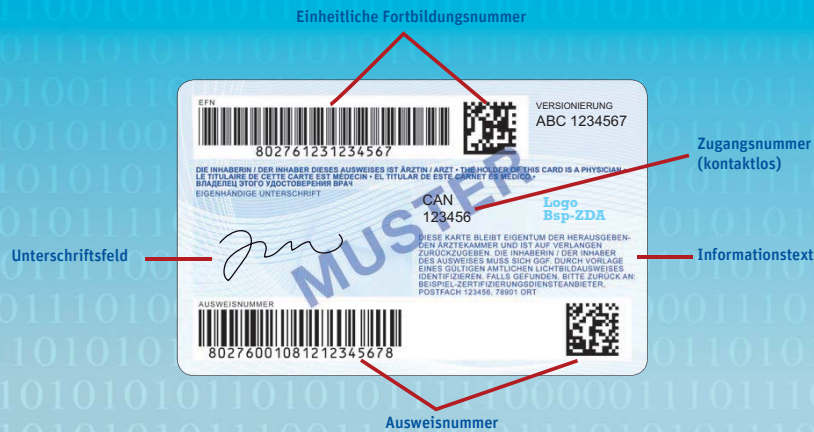 Einheitliche Fortbildungsnummer
EFN
802761231234567
VERSIONIERUNG
ABC 1234567
DIE INHABERIN / DER INHABER DIESES AUSWEISES IST ÄRZTIN / ARZT • THE HOLDER OF THIS CARD IS A PHYSICIAN •
LE TITULAIRE DE CETTE CARTE EST MÉDECIN • EL TITULAR DE ESTE CARNET ES MÉDICO •
ВЛАДЕЛЕЦ ЭТОГО УДОСТОВЕРЕНИЯ ВРАЧ
EIGENHÄNDIGE UNTERSCHRIFT
Zugangsnummer
(kontaktlos)
CAN
123456
Logo
Bsp-ZDA
MUSTER
Unterschriftsfeld
DIESE KARTE BLEIBT EIGENTUM DER HERAUSGEBEN-
DEN ÄRZTEKAMMER UND IST AUF VERLANGEN
ZURÜCKZUGEBEN. DIE INHABERIN / DER INHABER
DES AUSWEISES MUSS SICH GGF. DURCH VORLAGE
EINES GÜLTIGEN AMTLICHEN LICHTBILDAUSWEISES
IDENTIFIZIEREN. FALLS GEFUNDEN. BITTE ZURÜCK AN:
BEISPIEL-ZERTIFIZIERUNGSDIENSTEANBIETER,
POSTFACH 123456, 78901 ORT
Informationstext
AUSWEISNUMMER
80276001081212345678
Ausweisnummer